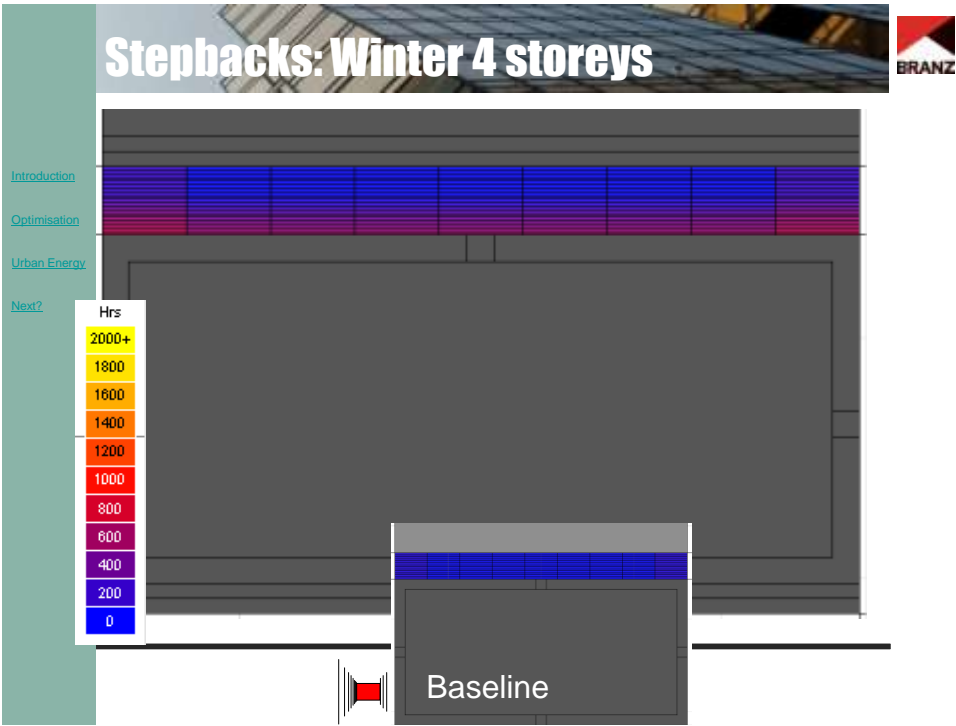 Stepbacks: Winter 4 storeys
BRANZ
Introduction
Optimisation
Urban Energy
Next?
Hrs
2000+
1800
1600
1400
1200
1000
800
600
400
200
0
Baseline